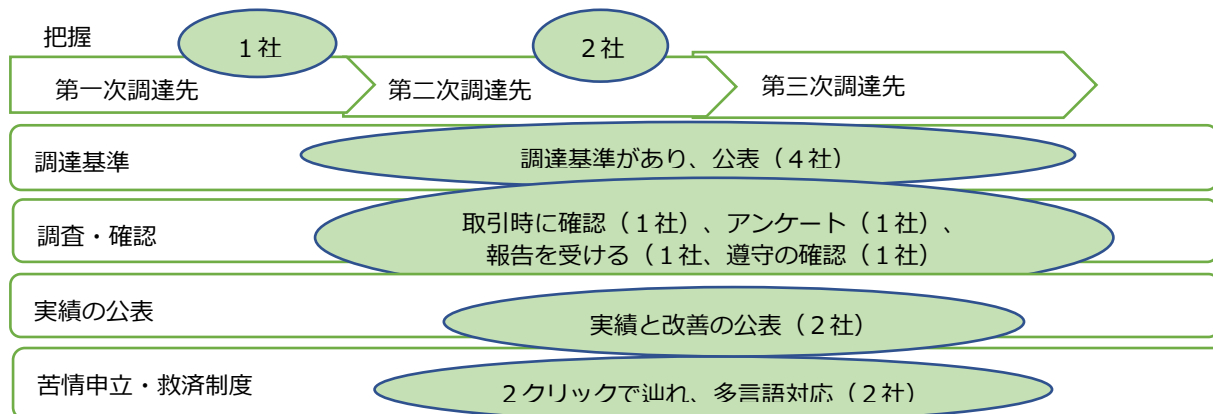 把握
１社
２社
第一次調達先
第二次調達先
第三次調達先
調達基準
調達基準があり、公表（４社）
調査・確認
取引時に確認（１社）、アンケート（１社）、
報告を受ける（１社、遵守の確認（１社）
実績の公表
実績と改善の公表（２社）
苦情申立・救済制度
２クリックで辿れ、多言語対応（２社）